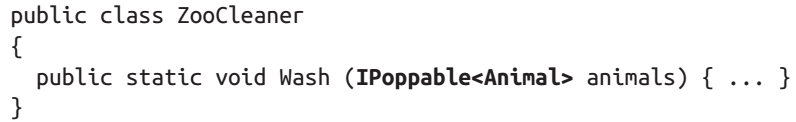 public class ZooCleaner
{
  public static void Wash (IPoppable<Animal> animals) { ... }
}